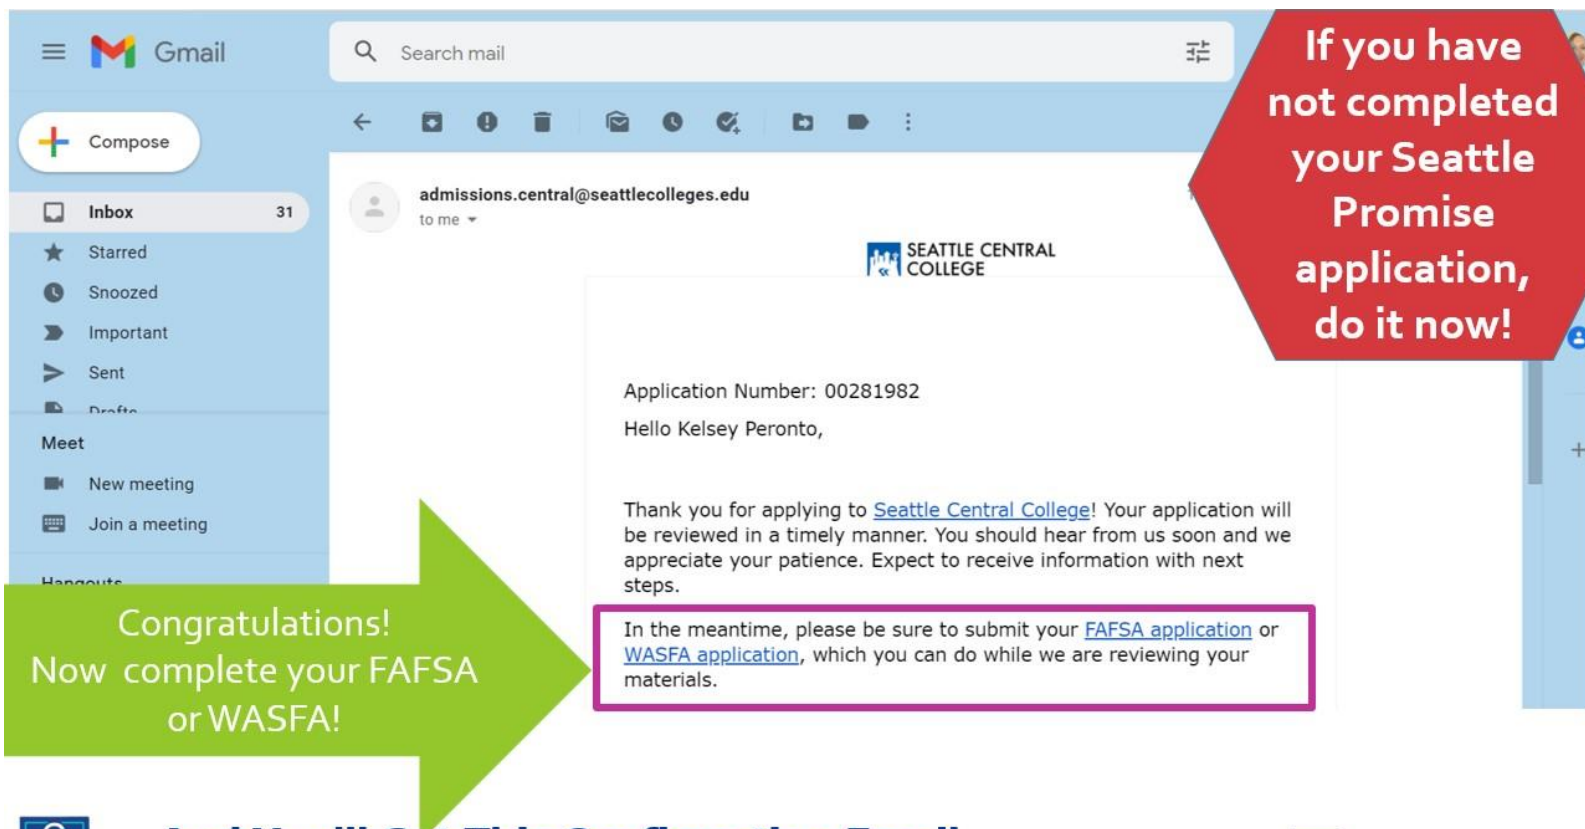 Gmail
Search mail
If you have
not completed
your Seattle
Promise
application,
do it now!
Compose
Inbox 31
Starred
Snoozed
Important
Sent
Drafts
Meet
New meeting
Join a meeting
Hangouts
admissions.central@seattlecolleges.edu
to me
SEATTLE CENTRAL
COLLEGE
Application Number: 00281982
Hello Kelsey Peronto,
Thank you for applying to Seattle Central College! Your application will
be reviewed in a timely manner. You should hear from us soon and we
appreciate your patience. Expect to receive information with next
steps.
In the meantime, please be sure to submit your FAFSA application or
WASFA application, which you can do while we are reviewing your
materials.
Congratulations!
Now complete your FAFSA
or WASFA!